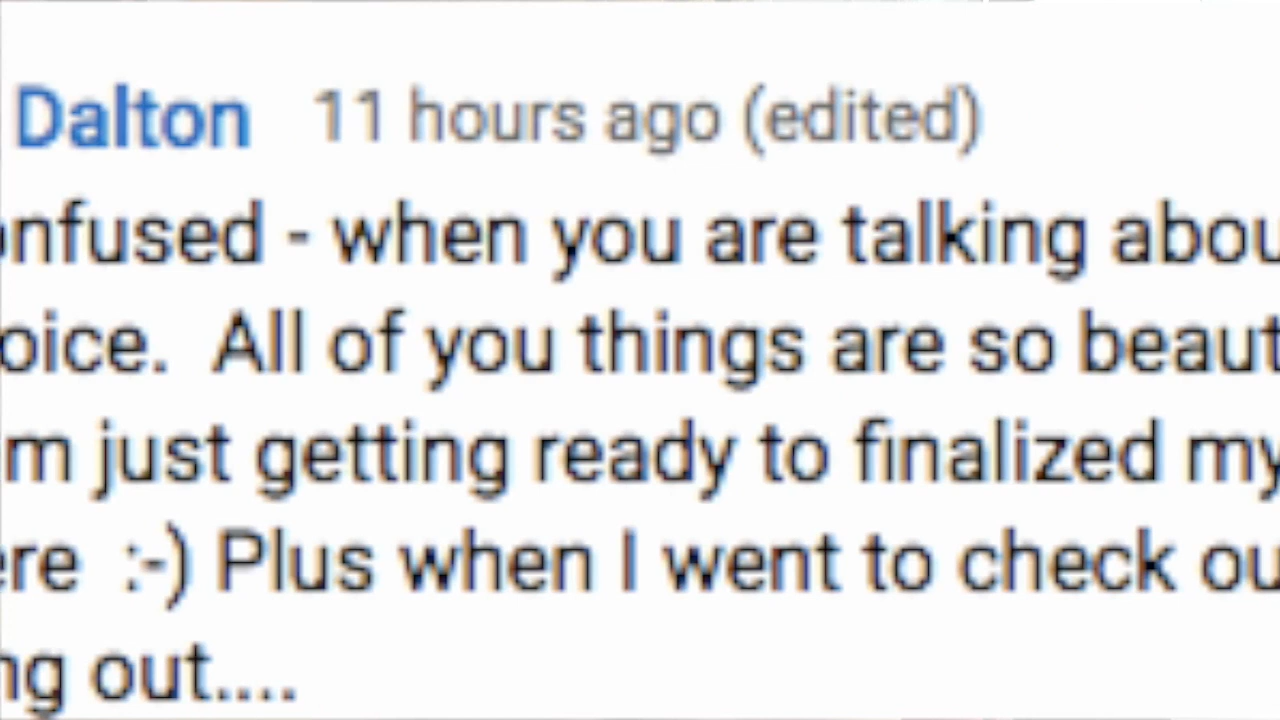 Dalton 11 hours ago (edited)
onfused - when you are talking abou
oice. All of you things are so beaut
m just getting ready to finalized my
ere :-) Plus when I went to check ou
ng out....